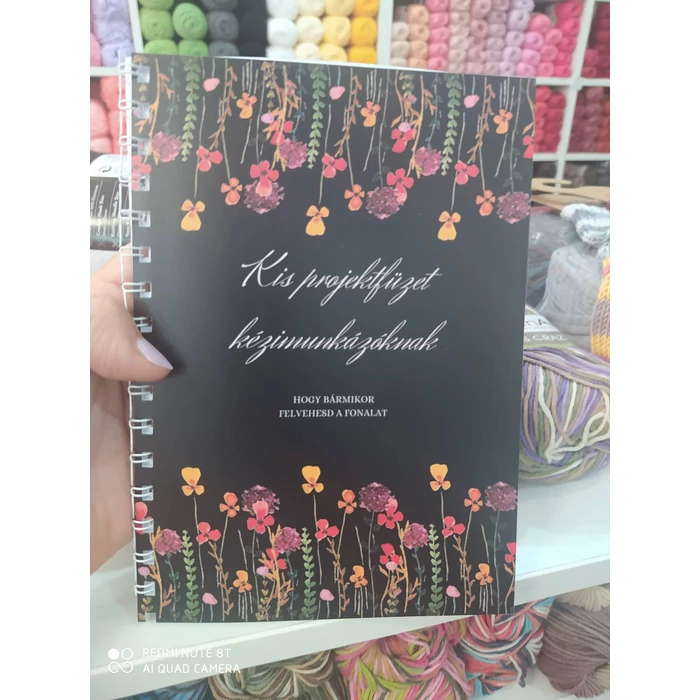 Kis projektfüzet
kézimunkázóknak
HOGY BÁRMIKOR
FELVEHESD A FONALAT
REDMI NOTE 8T
AI QUAD CAMERA